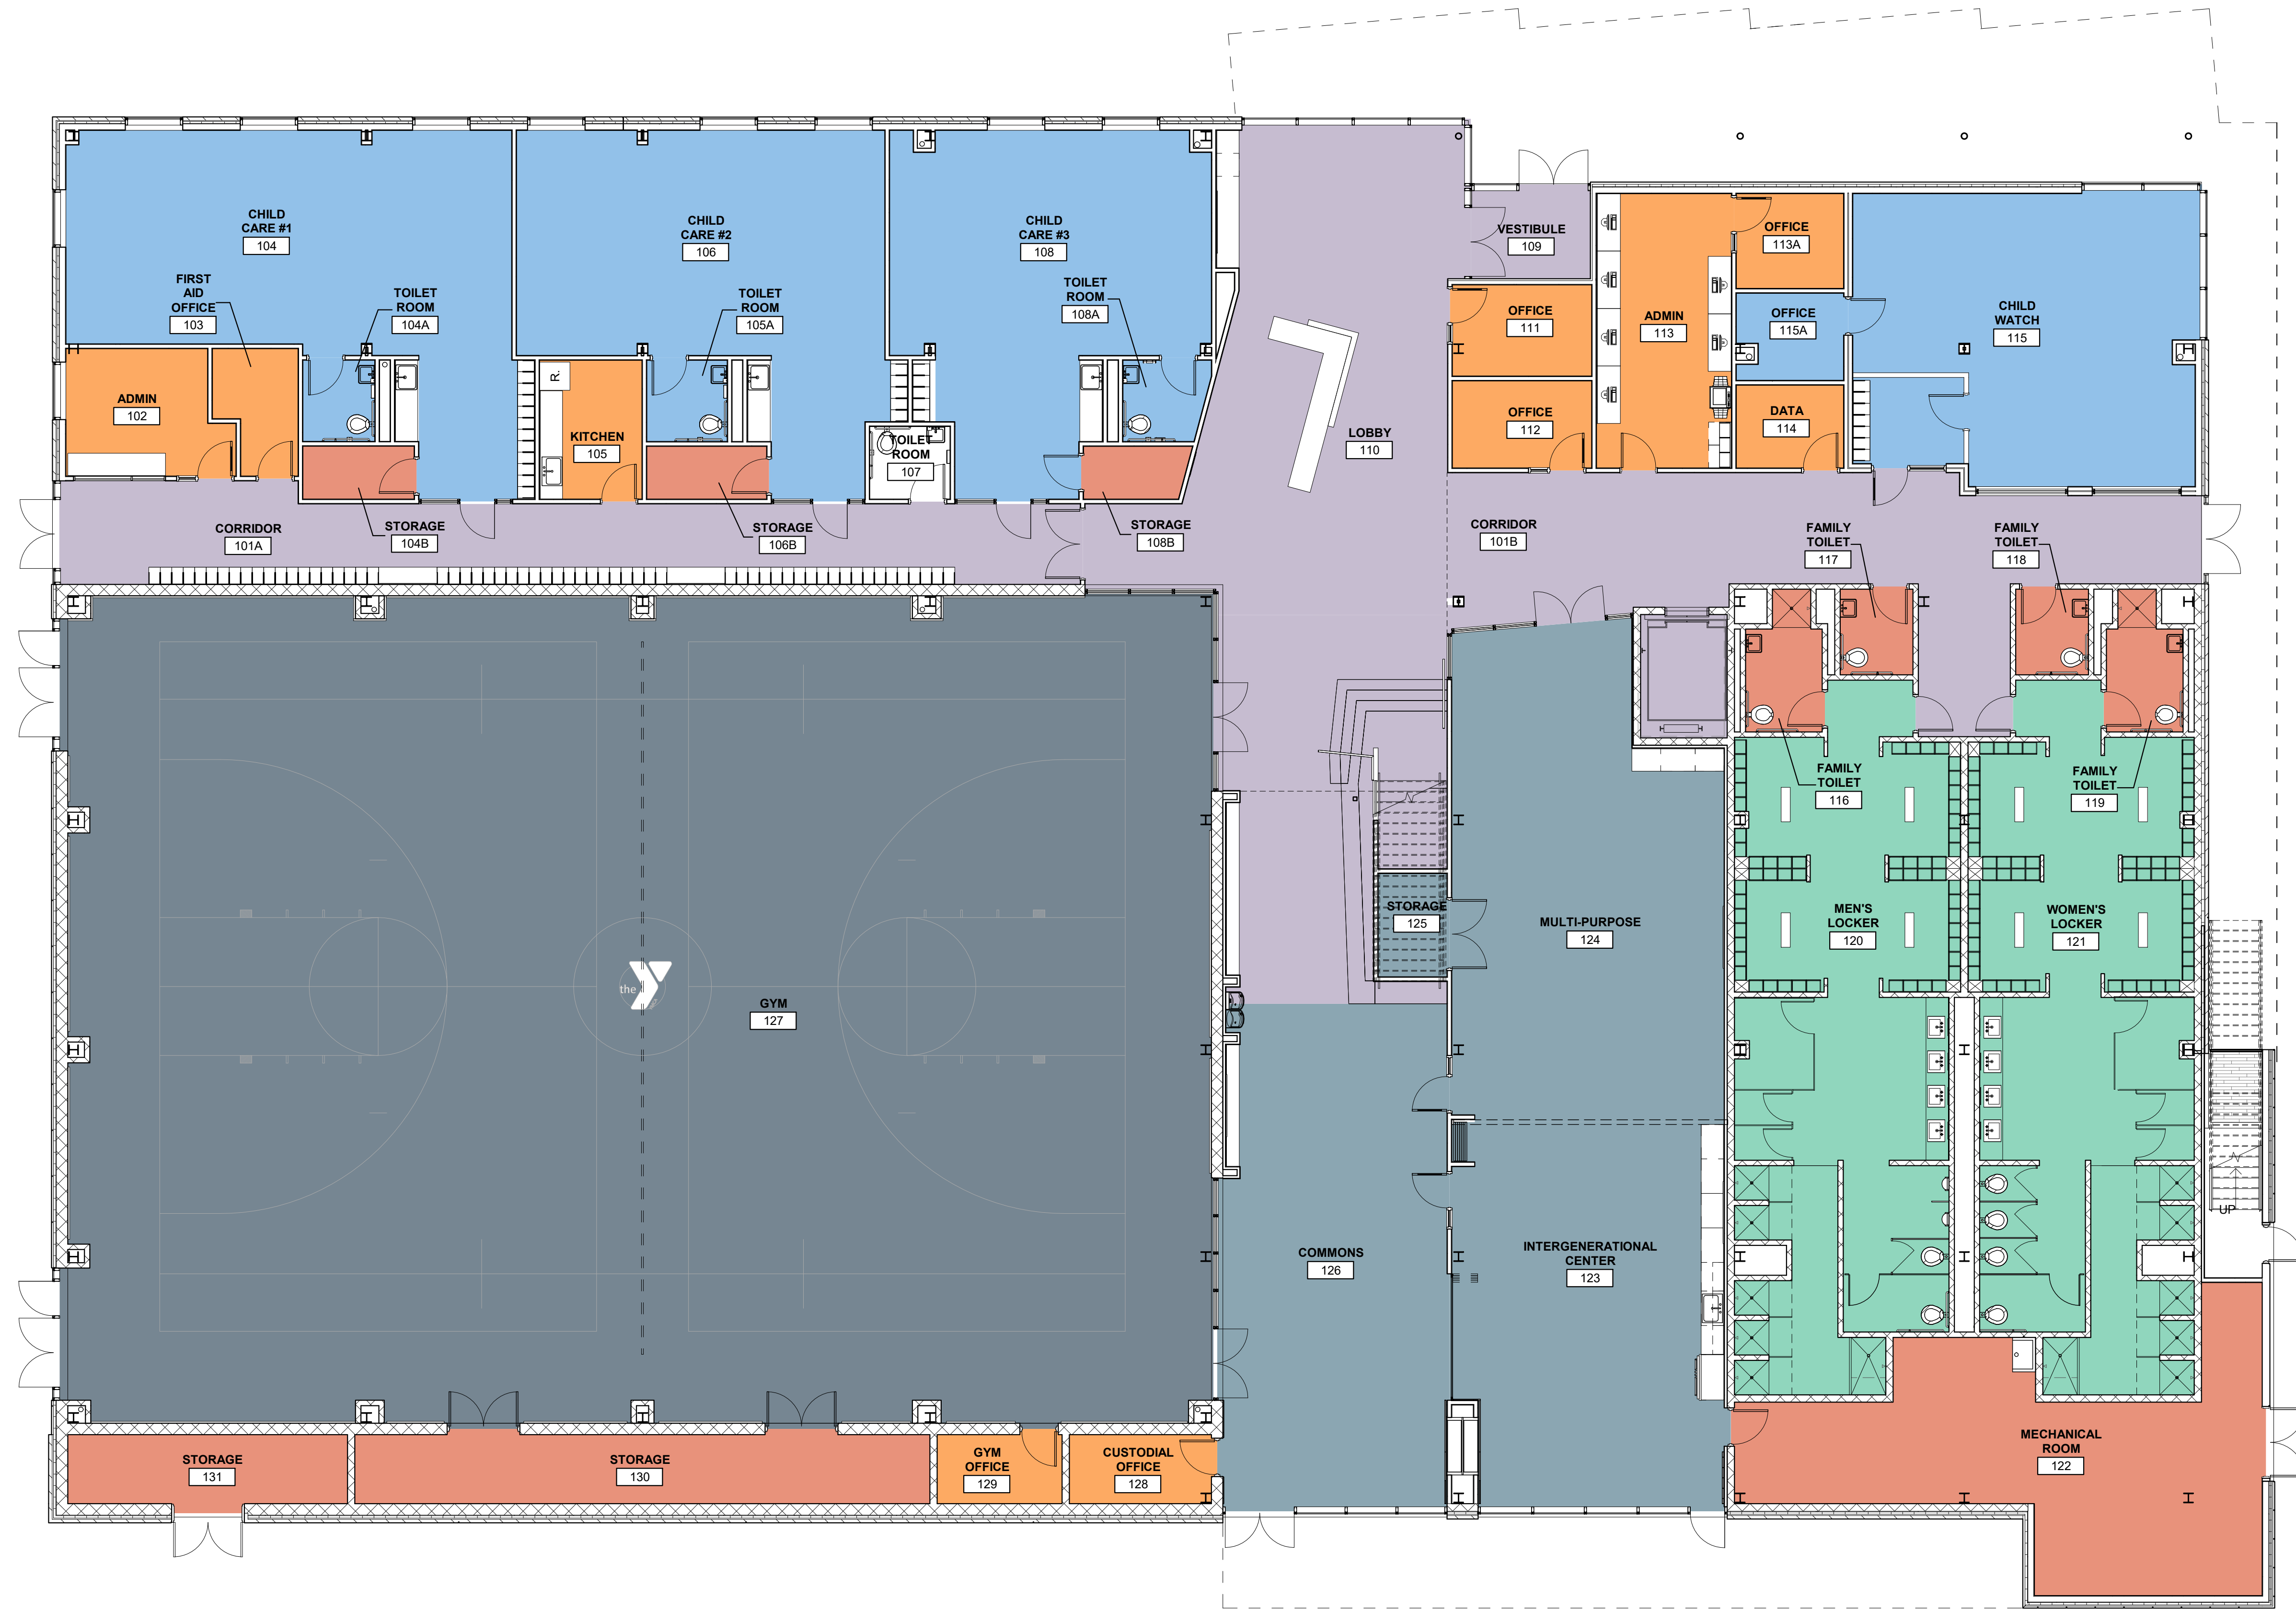 CHILD
CARE #1
104
CHILD
CARE #2
106
CHILD
CARE #3
108
VESTIBULE
109
OFFICE
113A
FIRST
AID
OFFICE
103
TOILET
ROOM
104A
TOILET
ROOM
105A
TOILET
ROOM
108A
OFFICE
111
ADMIN
113
OFFICE
115A
CHILD
WATCH
115
ADMIN
102
R.
KITCHEN
105
TOILET
ROOM
107
LOBBY
110
OFFICE
112
DATA
114
CORRIDOR
101A
STORAGE
104B
STORAGE
106B
STORAGE
108B
CORRIDOR
101B
FAMILY
TOILET
117
FAMILY
TOILET
118
FAMILY
TOILET
116
FAMILY
TOILET
119
STORAGE
125
MULTI-PURPOSE
124
MEN'S
LOCKER
120
WOMEN'S
LOCKER
121
the
GYM
127
COMMONS
126
INTERGENERATIONAL
CENTER
123
UP
STORAGE
131
STORAGE
130
GYM
OFFICE
129
CUSTODIAL
OFFICE
128
MECHANICAL
ROOM
122